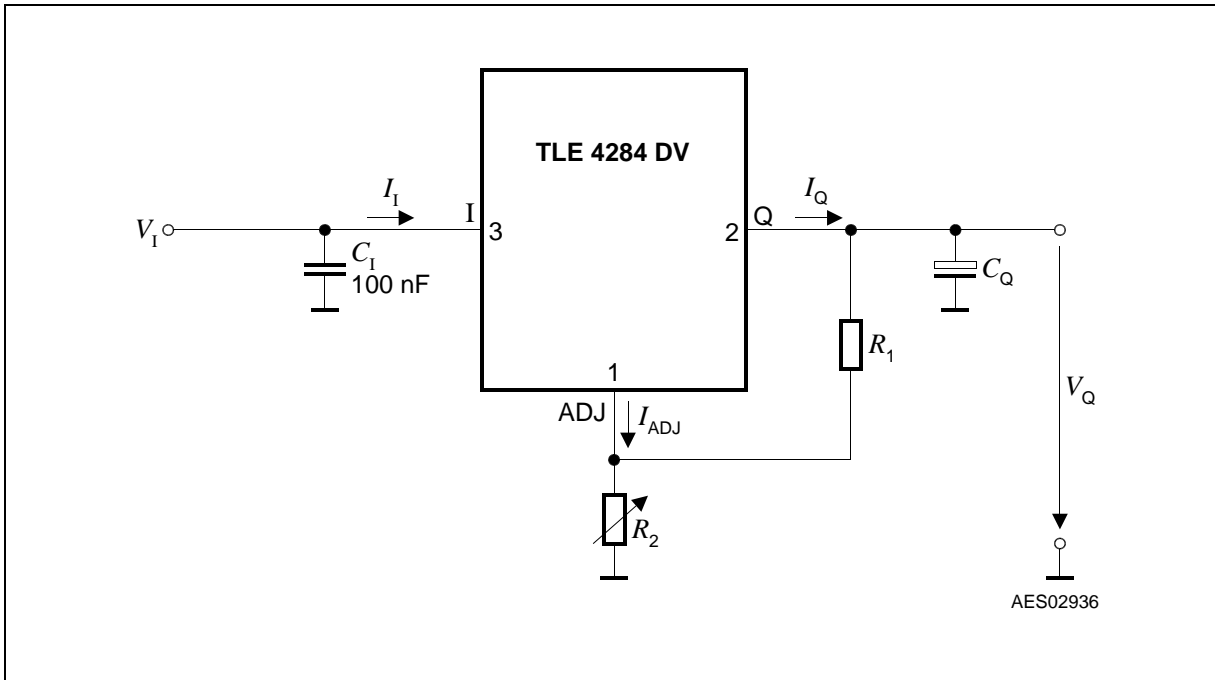 TLE 4284 DV
I_I
I_Q
V_I
I
3
2
Q
C_I
100 nF
C_Q
R_1
1
ADJ
I_ADJ
V_Q
R_2
AES02936